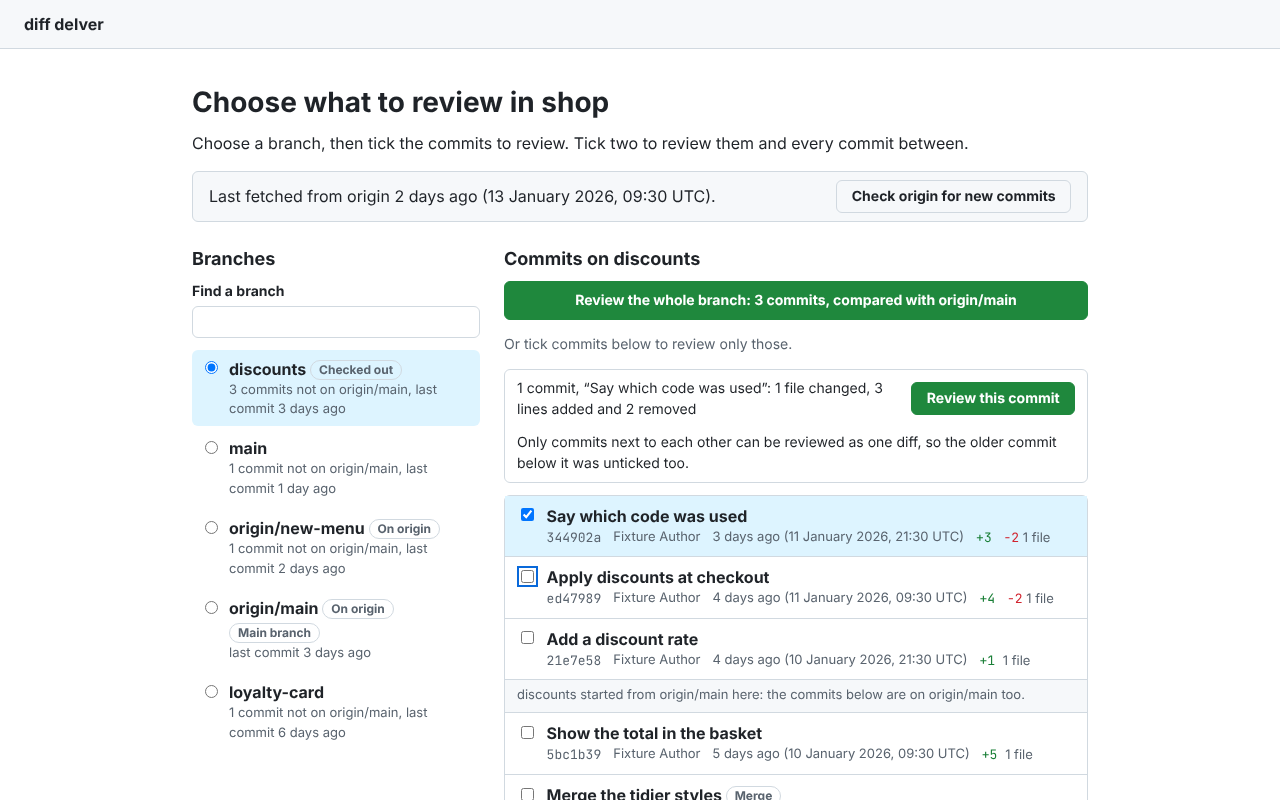 diff delver
Choose what to review in shop
Choose a branch, then tick the commits to review. Tick two to review them and every commit between.
Last fetched from origin 2 days ago (13 January 2026, 09:30 UTC).
Check origin for new commits
Branches
Find a branch
discounts Checked out
3 commits not on origin/main, last
commit 3 days ago
main
1 commit not on origin/main, last
commit 1 day ago
origin/new-menu On origin
1 commit not on origin/main, last
commit 2 days ago
origin/main On origin
Main branch
last commit 3 days ago
loyalty-card
1 commit not on origin/main, last
commit 6 days ago
Commits on discounts
Review the whole branch: 3 commits, compared with origin/main
Or tick commits below to review only those.
1 commit, “Say which code was used”: 1 file changed, 3
lines added and 2 removed
Review this commit
Only commits next to each other can be reviewed as one diff, so the older commit
below it was unticked too.
Say which code was used
344902a Fixture Author 3 days ago (11 January 2026, 21:30 UTC) +3 -2 1 file
Apply discounts at checkout
ed47989 Fixture Author 4 days ago (11 January 2026, 09:30 UTC) +4 -2 1 file
Add a discount rate
21e7e58 Fixture Author 4 days ago (10 January 2026, 21:30 UTC) +1 1 file
discounts started from origin/main here: the commits below are on origin/main too.
Show the total in the basket
5bc1b39 Fixture Author 5 days ago (10 January 2026, 09:30 UTC) +5 1 file
Merge the tidier styles Merge